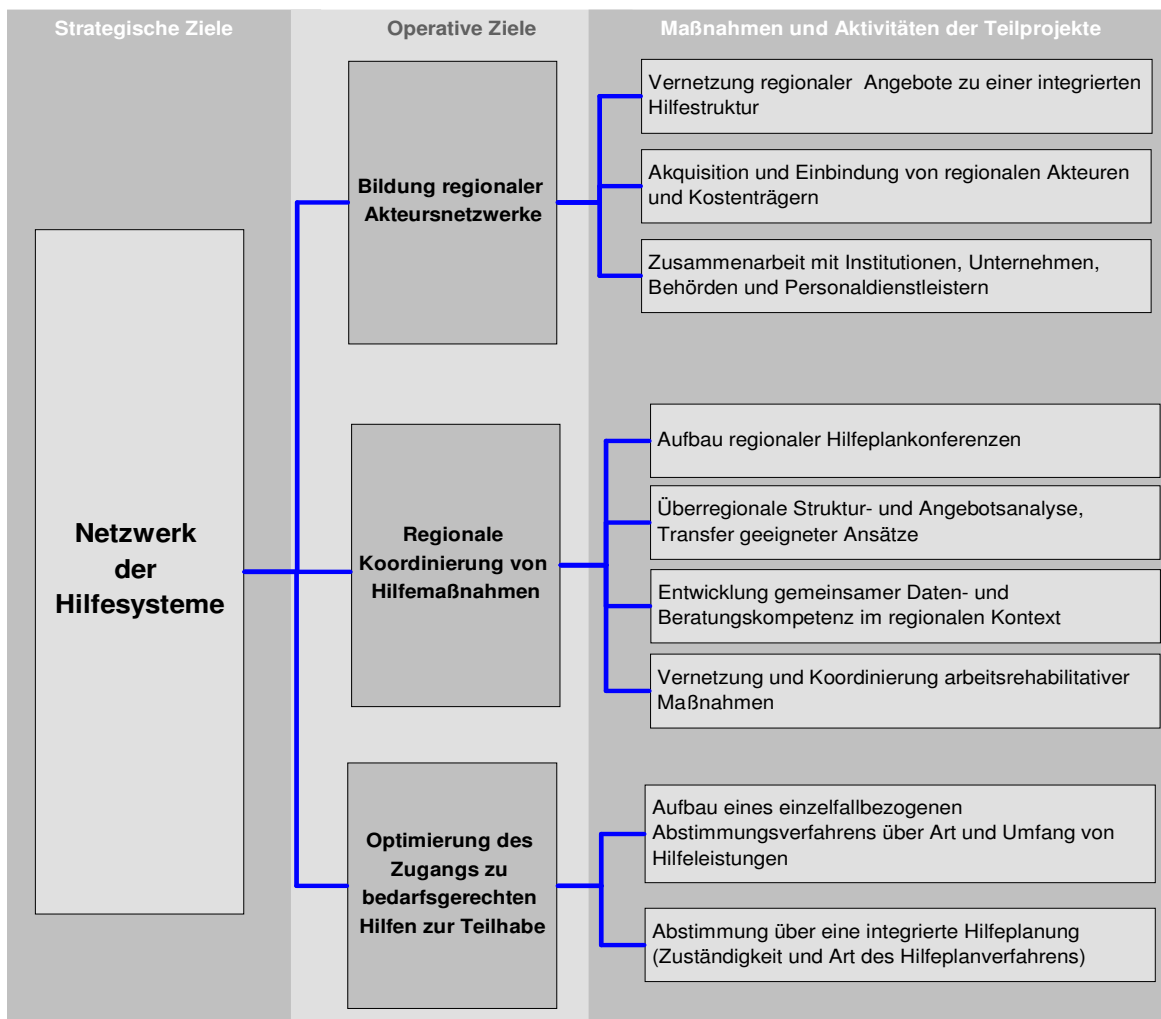 Strategische Ziele
Operative Ziele
Maßnahmen und Aktivitäten der Teilprojekte
Netzwerk
der
Hilfesysteme
Bildung regionaler
Akteursnetzwerke
Vernetzung regionaler  Angebote zu einer integrierten
Hilfestruktur
Akquisition und Einbindung von regionalen Akteuren
und Kostenträgern
Zusammenarbeit mit Institutionen, Unternehmen,
Behörden und Personaldienstleistern
Regionale
Koordinierung von
Hilfemaßnahmen
Aufbau regionaler Hilfeplankonferenzen
Überregionale Struktur- und Angebotsanalyse,
Transfer geeigneter Ansätze
Entwicklung gemeinsamer Daten- und
Beratungskompetenz im regionalen Kontext
Vernetzung und Koordinierung arbeitsrehabilitativer
Maßnahmen
Optimierung des
Zugangs zu
bedarfsgerechten
Hilfen zur Teilhabe
Aufbau eines einzelfallbezogenen
Abstimmungsverfahrens über Art und Umfang von
Hilfeleistungen
Abstimmung über eine integrierte Hilfeplanung
(Zuständigkeit und Art des Hilfeplanverfahrens)